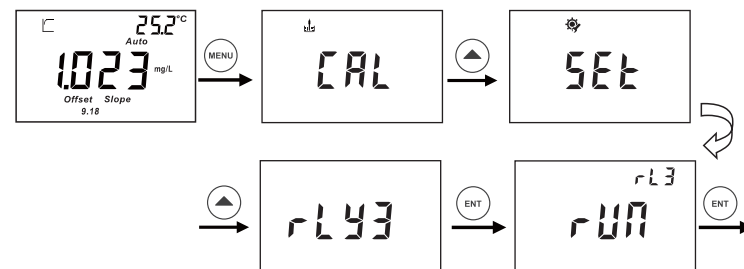 25.2°C
Auto
1.023 mg/L
Offset Slope
9.18
MENU
CAL
SEt
rLY3
ENT
rL3
rUN
ENT